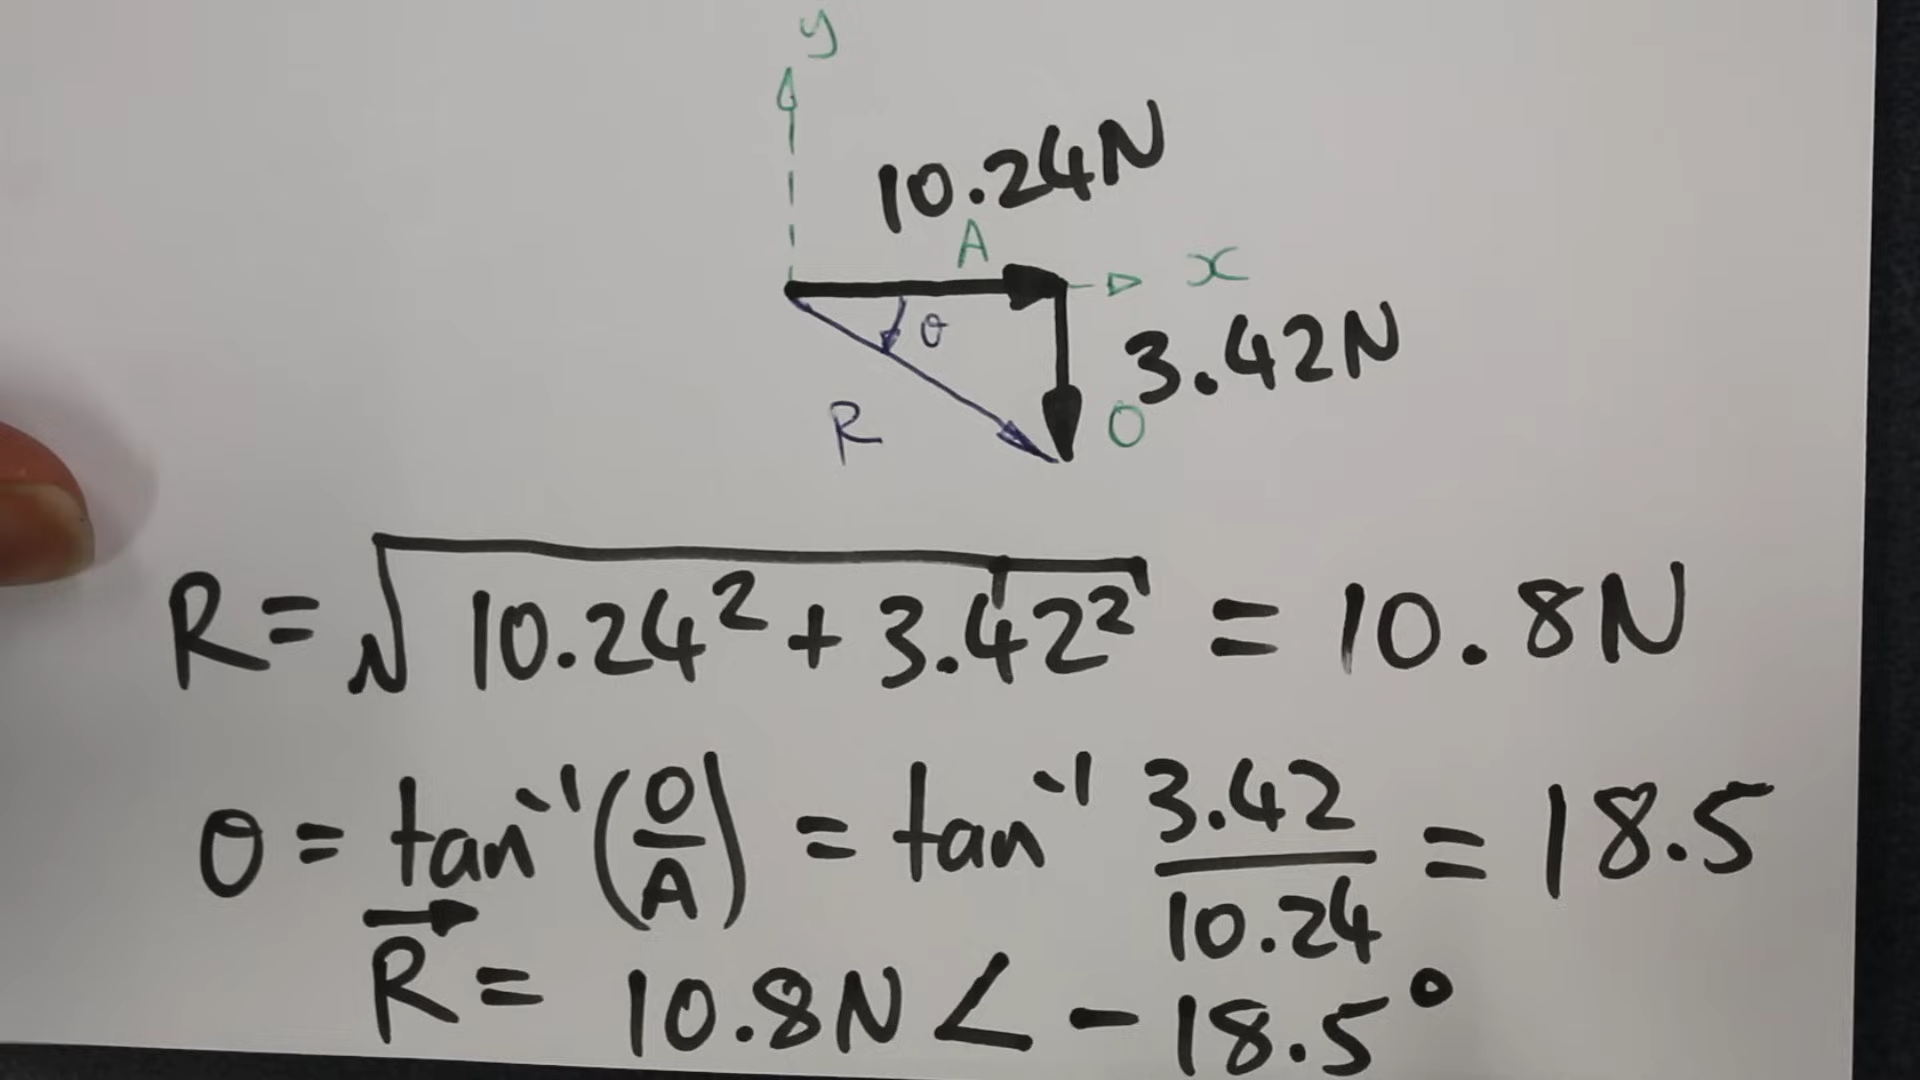 y
10.24N
A
x
θ
3.42N
R
O
R = √10.24² + 3.42² = 10.8N
θ = tan⁻¹(O/A) = tan⁻¹ 3.42/10.24 = 18.5
R⃗ = 10.8N ∠ -18.5°